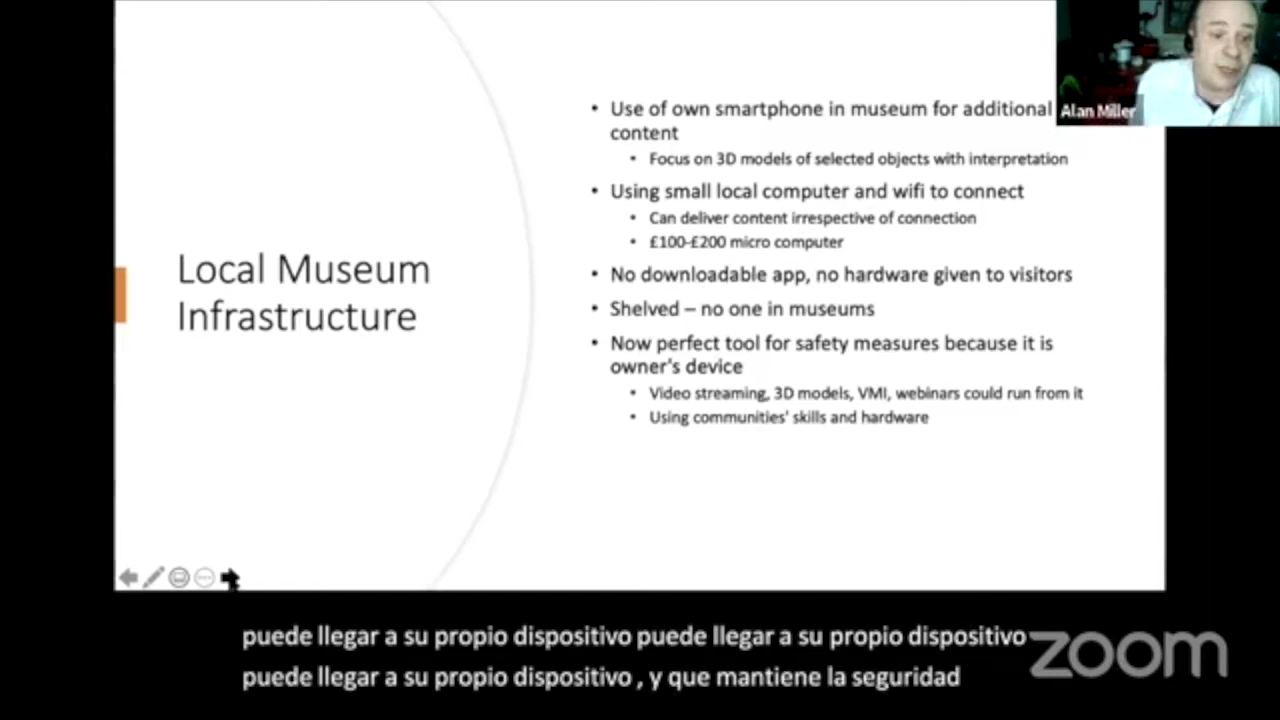 Local Museum
Infrastructure
• Use of own smartphone in museum for additional
content
• Focus on 3D models of selected objects with interpretation
• Using small local computer and wifi to connect
• Can deliver content irrespective of connection
• £100-£200 micro computer
• No downloadable app, no hardware given to visitors
• Shelved – no one in museums
• Now perfect tool for safety measures because it is
owner's device
• Video streaming, 3D models, VMI, webinars could run from it
• Using communities' skills and hardware
Alan Miller
puede llegar a su propio dispositivo puede llegar a su propio dispositivo
puede llegar a su propio dispositivo , y que mantiene la seguridad
zoom